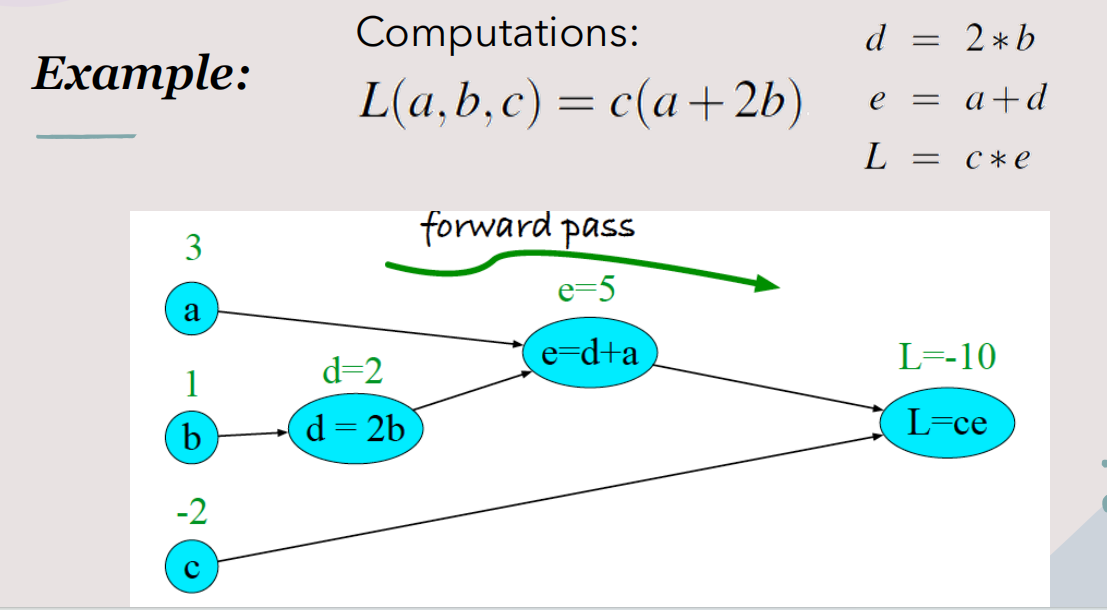 Example:
Computations:
L(a,b,c) = c(a+2b)
d = 2∗b
e = a+d
L = c∗e
forward pass
3
a
e=5
e=d+a
1
b
d=2
d = 2b
L=-10
L=ce
-2
c